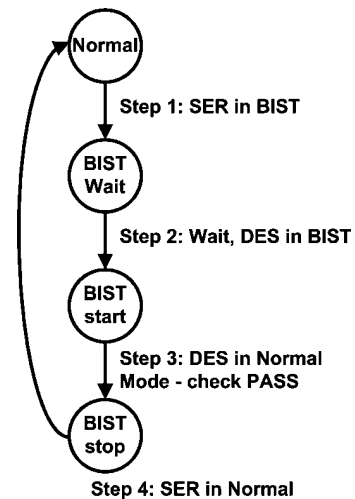 Normal
Step 1: SER in BIST
BIST
Wait
Step 2: Wait, DES in BIST
BIST
start
Step 3: DES in Normal
Mode - check PASS
BIST
stop
Step 4: SER in Normal